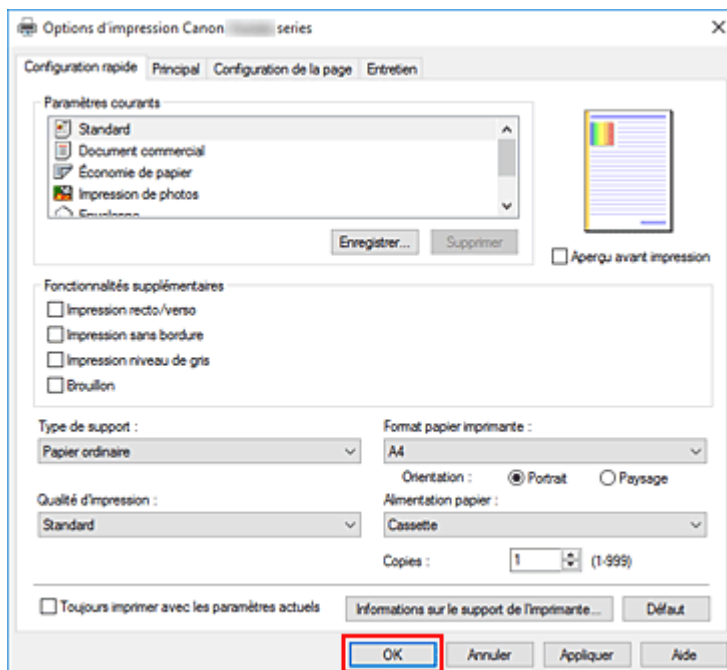 Options d'impression Canon series
Configuration rapide Principal Configuration de la page Entretien
Paramètres courants
Standard
Document commercial
Économie de papier
Impression de photos
Enregistrer... Supprimer
Aperçu avant impression
Fonctionnalités supplémentaires
Impression recto/verso
Impression sans bordure
Impression niveau de gris
Brouillon
Type de support :
Papier ordinaire
Format papier imprimante :
A4
Orientation : Portrait Paysage
Qualité d'impression :
Standard
Alimentation papier :
Cassette
Copies : 1 (1-999)
Toujours imprimer avec les paramètres actuels
Informations sur le support de l'imprimante... Défaut
OK Annuler Appliquer Aide